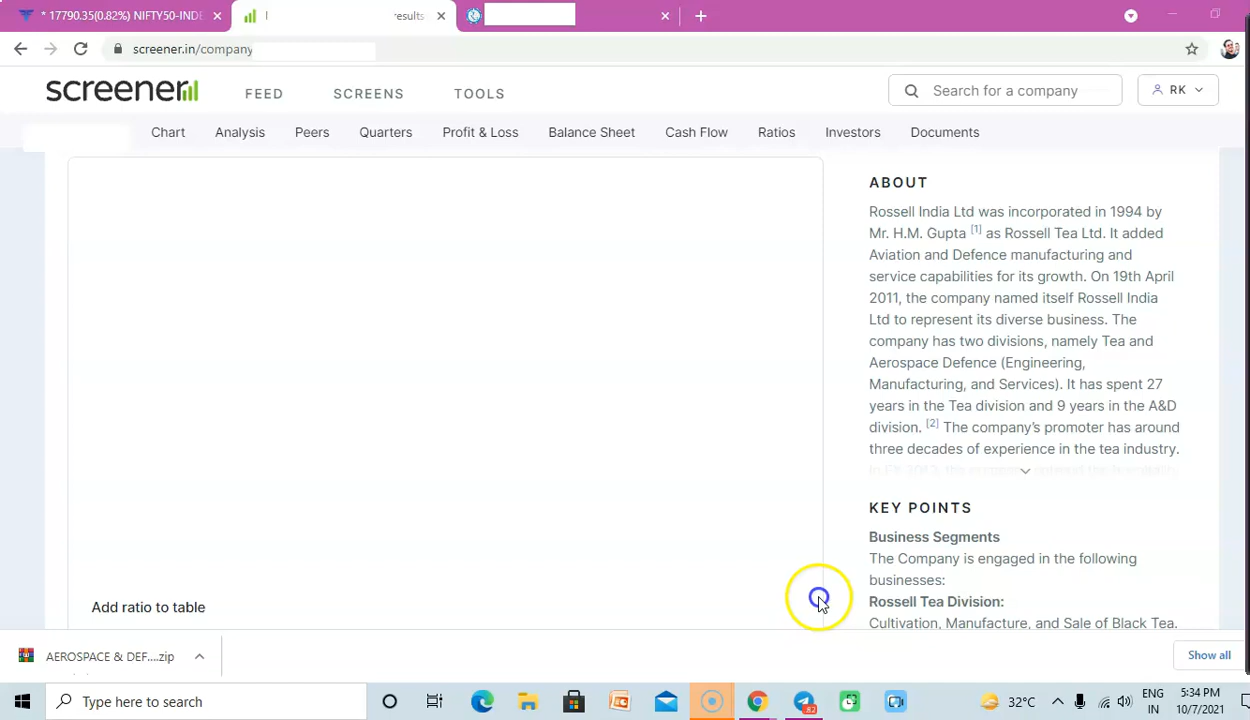 * 17790.35(0.82%) NIFTY50-INDE
results
screener.in/company
screener
FEED
SCREENS
TOOLS
Search for a company
RK
Chart
Analysis
Peers
Quarters
Profit & Loss
Balance Sheet
Cash Flow
Ratios
Investors
Documents
ABOUT
Rossell India Ltd was incorporated in 1994 by
Mr. H.M. Gupta [1] as Rossell Tea Ltd. It added
Aviation and Defence manufacturing and
service capabilities for its growth. On 19th April
2011, the company named itself Rossell India
Ltd to represent its diverse business. The
company has two divisions, namely Tea and
Aerospace Defence (Engineering,
Manufacturing, and Services). It has spent 27
years in the Tea division and 9 years in the A&D
division. [2] The company's promoter has around
three decades of experience in the tea industry.
KEY POINTS
Business Segments
The Company is engaged in the following
businesses:
Rossell Tea Division:
Cultivation, Manufacture, and Sale of Black Tea.
Add ratio to table
AEROSPACE & DEF....zip
Show all
Type here to search
82
32°C
ENG
IN
5:34 PM
10/7/2021